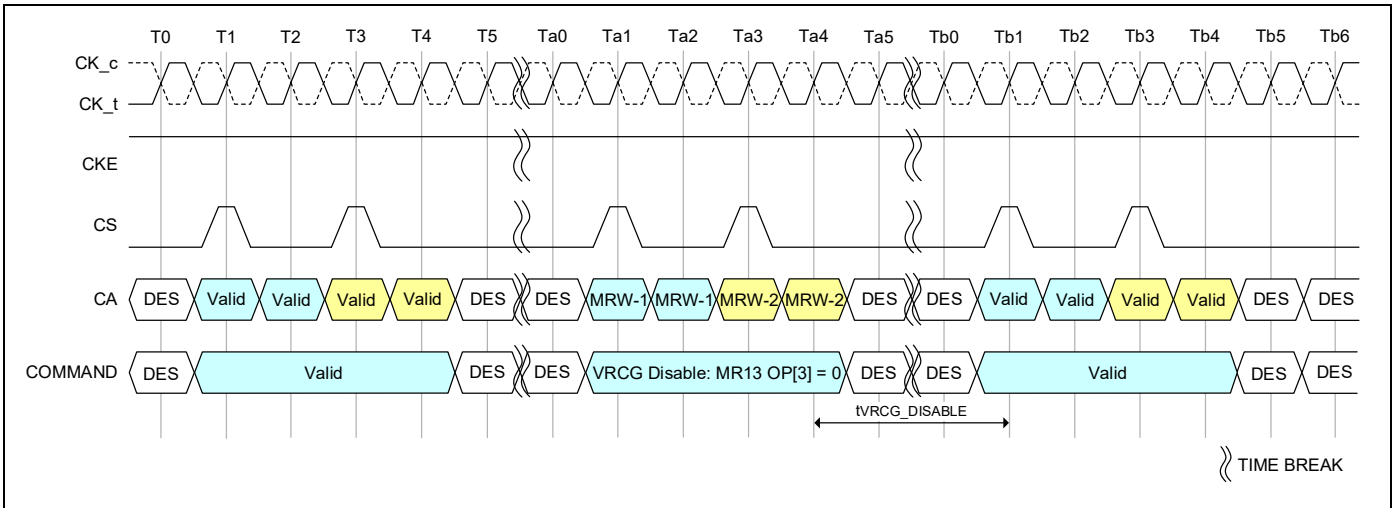 T0 T1 T2 T3 T4 T5 Ta0 Ta1 Ta2 Ta3 Ta4 Ta5 Tb0 Tb1 Tb2 Tb3 Tb4 Tb5 Tb6
CK_c
CK_t
CKE
CS
CA DES Valid Valid Valid Valid DES DES MRW-1 MRW-1 MRW-2 MRW-2 DES DES Valid Valid Valid Valid DES DES
COMMAND DES Valid DES DES VRCG Disable: MR13 OP[3] = 0 DES DES Valid DES DES
tVRCG_DISABLE
TIME BREAK